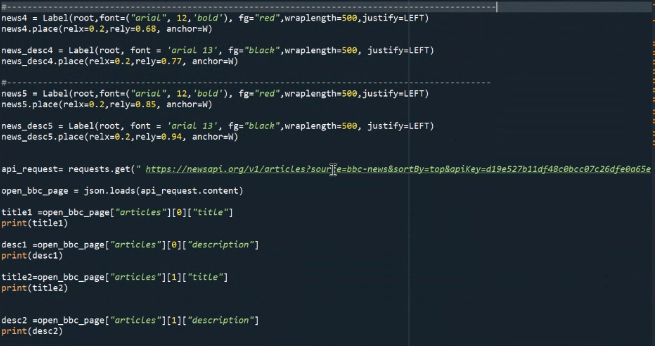 #------------------------------------------------------------------------------------
news4 = Label(root,font=("arial", 12,'bold'), fg="red",wraplength=500,justify=LEFT)
news4.place(relx=0.2,rely=0.68, anchor=W)
news_desc4 = Label(root, font = 'arial 13', fg="black",wraplength=500, justify=LEFT)
news_desc4.place(relx=0.2,rely=0.77, anchor=W)
#------------------------------------------------------------------------------------
news5 = Label(root,font=("arial", 12,'bold'), fg="red",wraplength=500,justify=LEFT)
news5.place(relx=0.2,rely=0.85, anchor=W)
news_desc5 = Label(root, font = 'arial 13', fg="black",wraplength=500, justify=LEFT)
news_desc5.place(relx=0.2,rely=0.94, anchor=W)
api_request= requests.get(" https://newsapi.org/v1/articles?source=bbc-news&sortBy=top&apiKey=d19e527b11df48c0bcc07c26dfe0a65e
open_bbc_page = json.loads(api_request.content)
title1 =open_bbc_page["articles"][0]["title"]
print(title1)
desc1 =open_bbc_page["articles"][0]["description"]
print(desc1)
title2=open_bbc_page["articles"][1]["title"]
print(title2)
desc2 =open_bbc_page["articles"][1]["description"]
print(desc2)